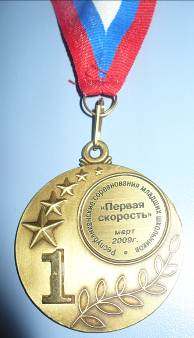 Республиканские соревнования младших школьников
«Первая
скорость»
март
2009г.
1